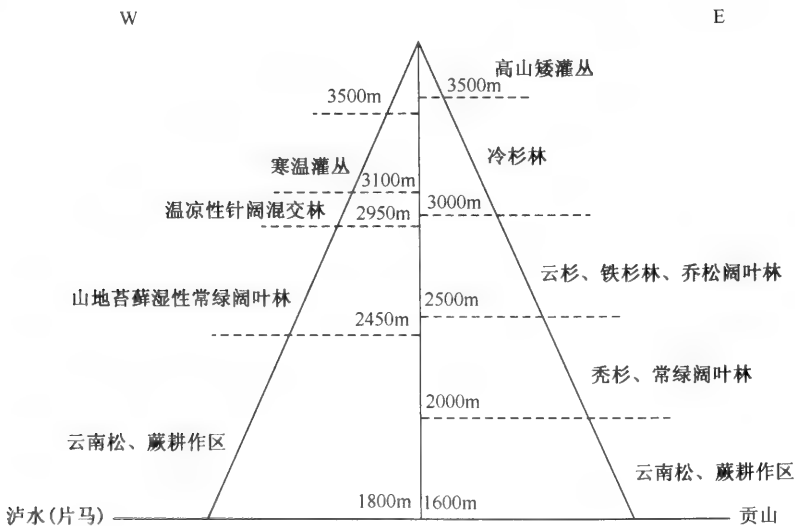 W E
高山矮灌丛
3500m 3500m
冷杉林
寒温灌丛
3100m
温凉性针阔混交林 2950m 3000m
云杉、铁杉林、乔松阔叶林
山地苔藓湿性常绿阔叶林
2500m
2450m
秃杉、常绿阔叶林
2000m
云南松、蕨耕作区
云南松、蕨耕作区
1800m 1600m
泸水(片马) 贡山